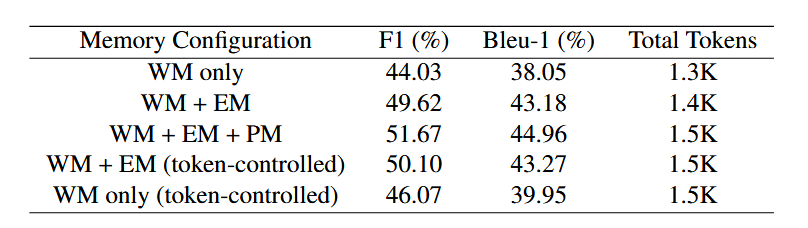 Memory Configuration F1 (%) Bleu-1 (%) Total Tokens
WM only 44.03 38.05 1.3K
WM + EM 49.62 43.18 1.4K
WM + EM + PM 51.67 44.96 1.5K
WM + EM (token-controlled) 50.10 43.27 1.5K
WM only (token-controlled) 46.07 39.95 1.5K